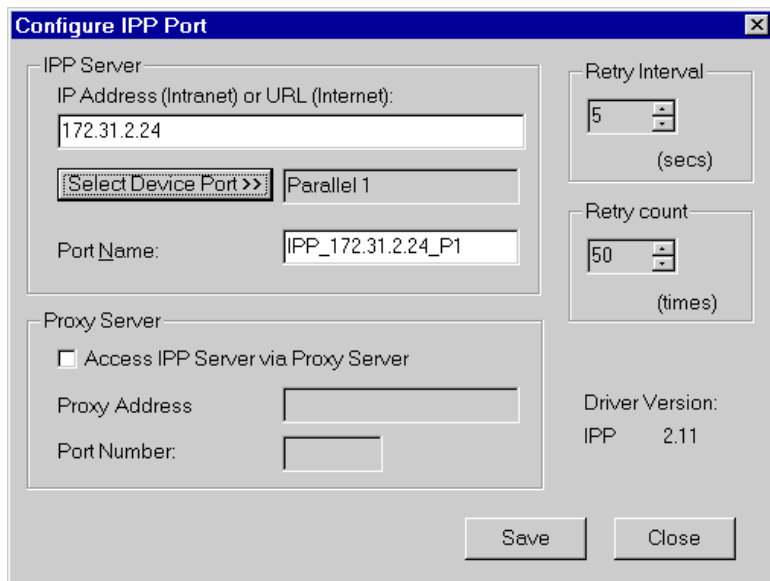 Configure IPP Port
IPP Server
IP Address (Intranet) or URL (Internet):
172.31.2.24
Select Device Port >>
Parallel 1
Port Name:
IPP_172.31.2.24_P1
Retry Interval
5
(secs)
Retry count
50
(times)
Proxy Server
Access IPP Server via Proxy Server
Proxy Address
Port Number:
Driver Version:
IPP 2.11
Save
Close